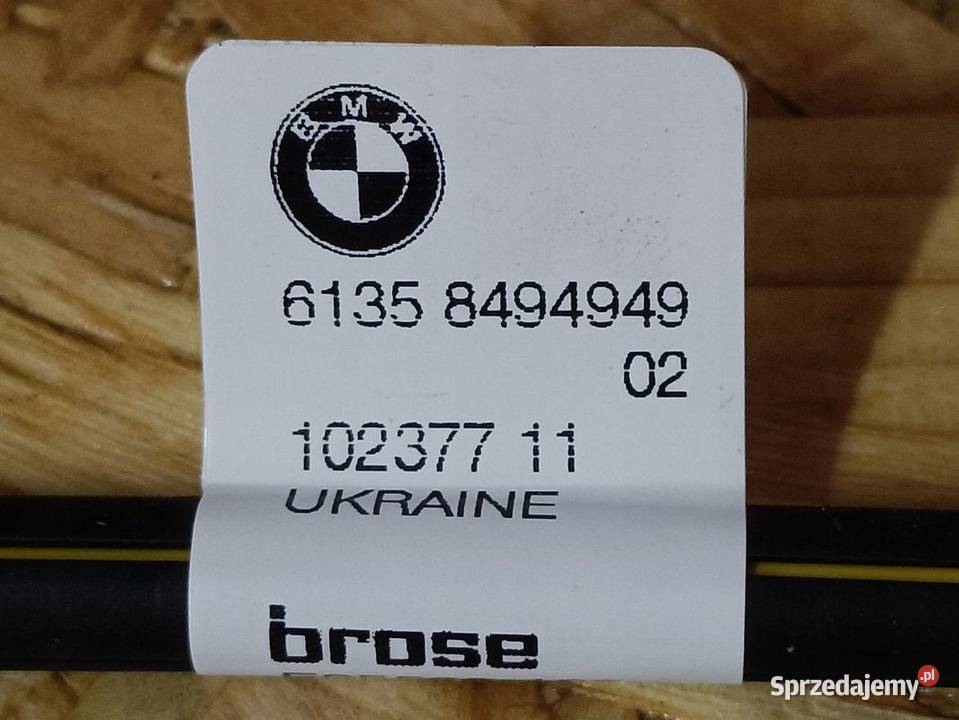 BMW
6135 8494949
02
102377 11
UKRAINE
brose
Sprzedajemy.pl